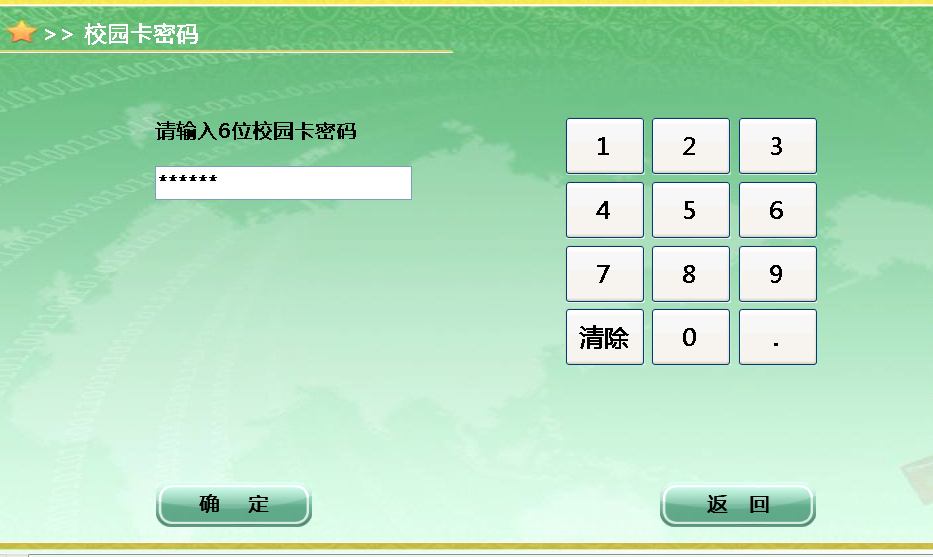 >> 校园卡密码
请输入6位校园卡密码
******
1 2 3
4 5 6
7 8 9
清除 0 .
确 定 返 回